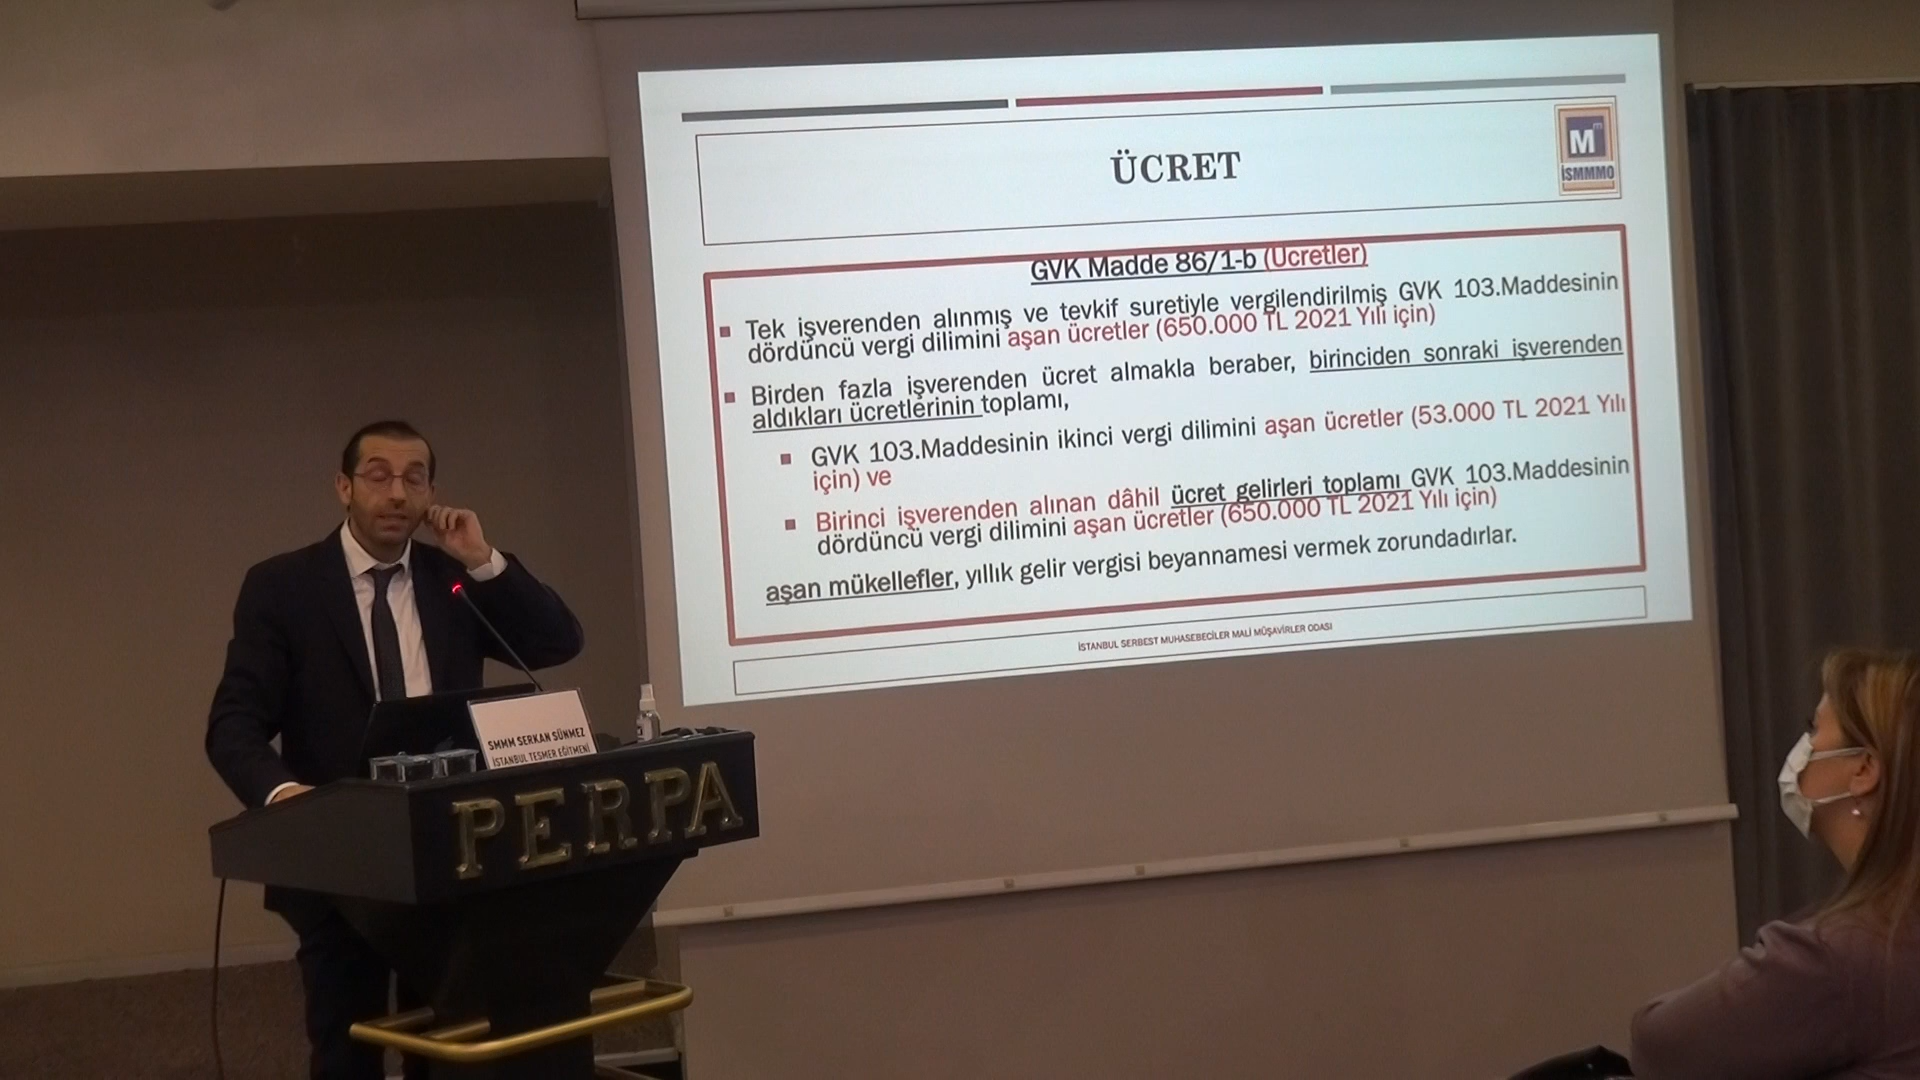 ÜCRET
M
İSMMMO
GVK Madde 86/1-b (Ücretler)
Tek işverenden alınmış ve tevkif suretiyle vergilendirilmiş GVK 103.Maddesinin
dördüncü vergi dilimini aşan ücretler (650.000 TL 2021 Yılı için)
Birden fazla işverenden ücret almakla beraber, birinciden sonraki işverenden
aldıkları ücretlerinin toplamı,
GVK 103.Maddesinin ikinci vergi dilimini aşan ücretler (53.000 TL 2021 Yılı
için) ve
Birinci işverenden alınan dâhil ücret gelirleri toplamı GVK 103.Maddesinin
dördüncü vergi dilimini aşan ücretler (650.000 TL 2021 Yılı için)
aşan mükellefler, yıllık gelir vergisi beyannamesi vermek zorundadırlar.
İSTANBUL SERBEST MUHASEBECİLER MALİ MÜŞAVİRLER ODASI
SMMM SERKAN SÜNMEZ
İSTANBUL TESMER EĞİTMENİ
PERPA